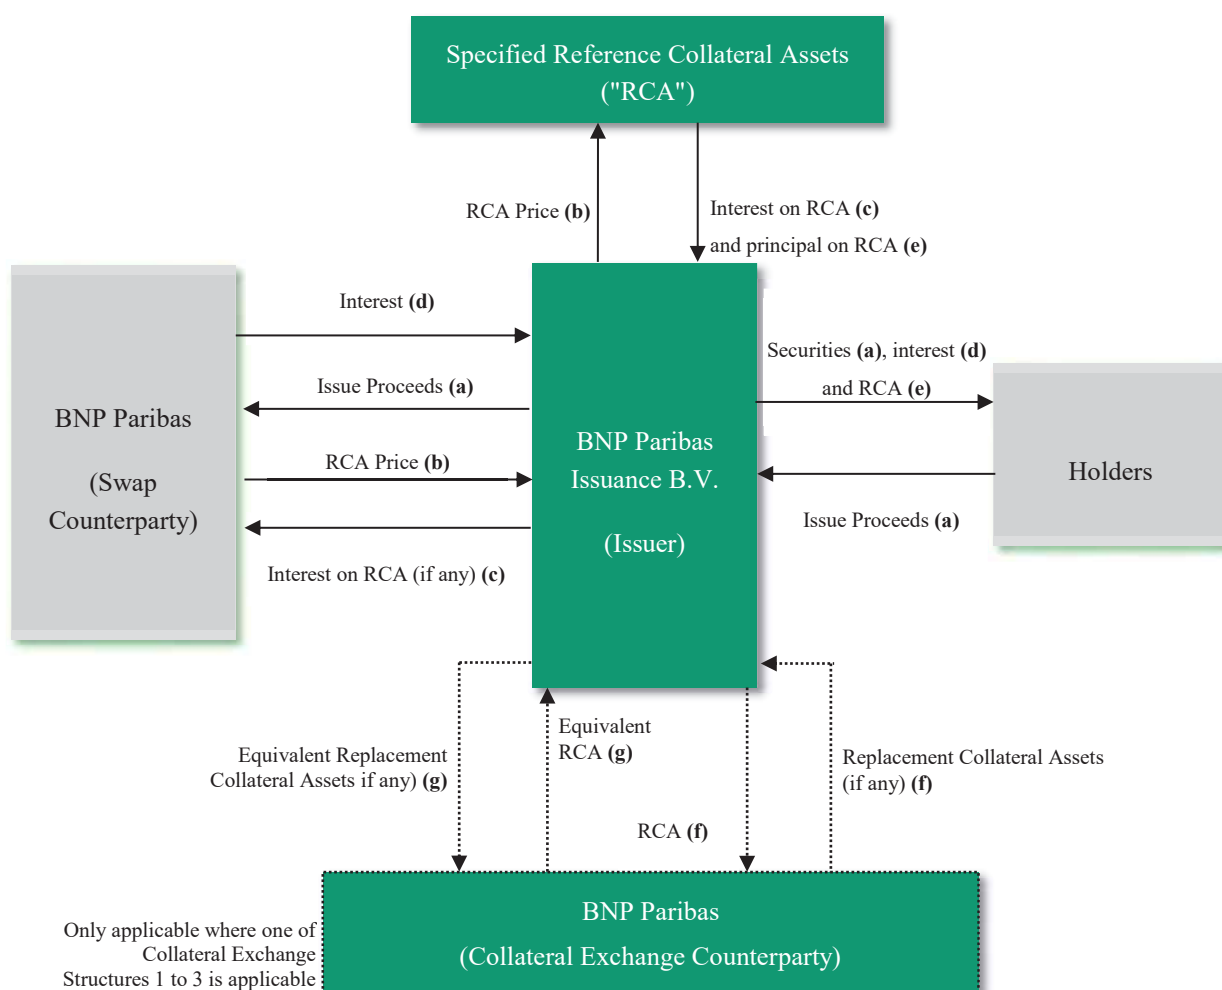 Specified Reference Collateral Assets
("RCA")
RCA Price (b)
Interest on RCA (c)
and principal on RCA (e)
Interest (d)
Issue Proceeds (a)
RCA Price (b)
Interest on RCA (if any) (c)
BNP Paribas
(Swap
Counterparty)
BNP Paribas
Issuance B.V.
(Issuer)
Securities (a), interest (d)
and RCA (e)
Issue Proceeds (a)
Holders
Equivalent Replacement
Collateral Assets if any) (g)
Equivalent
RCA (g)
RCA (f)
Replacement Collateral Assets
(if any) (f)
Only applicable where one of
Collateral Exchange
Structures 1 to 3 is applicable
BNP Paribas
(Collateral Exchange Counterparty)